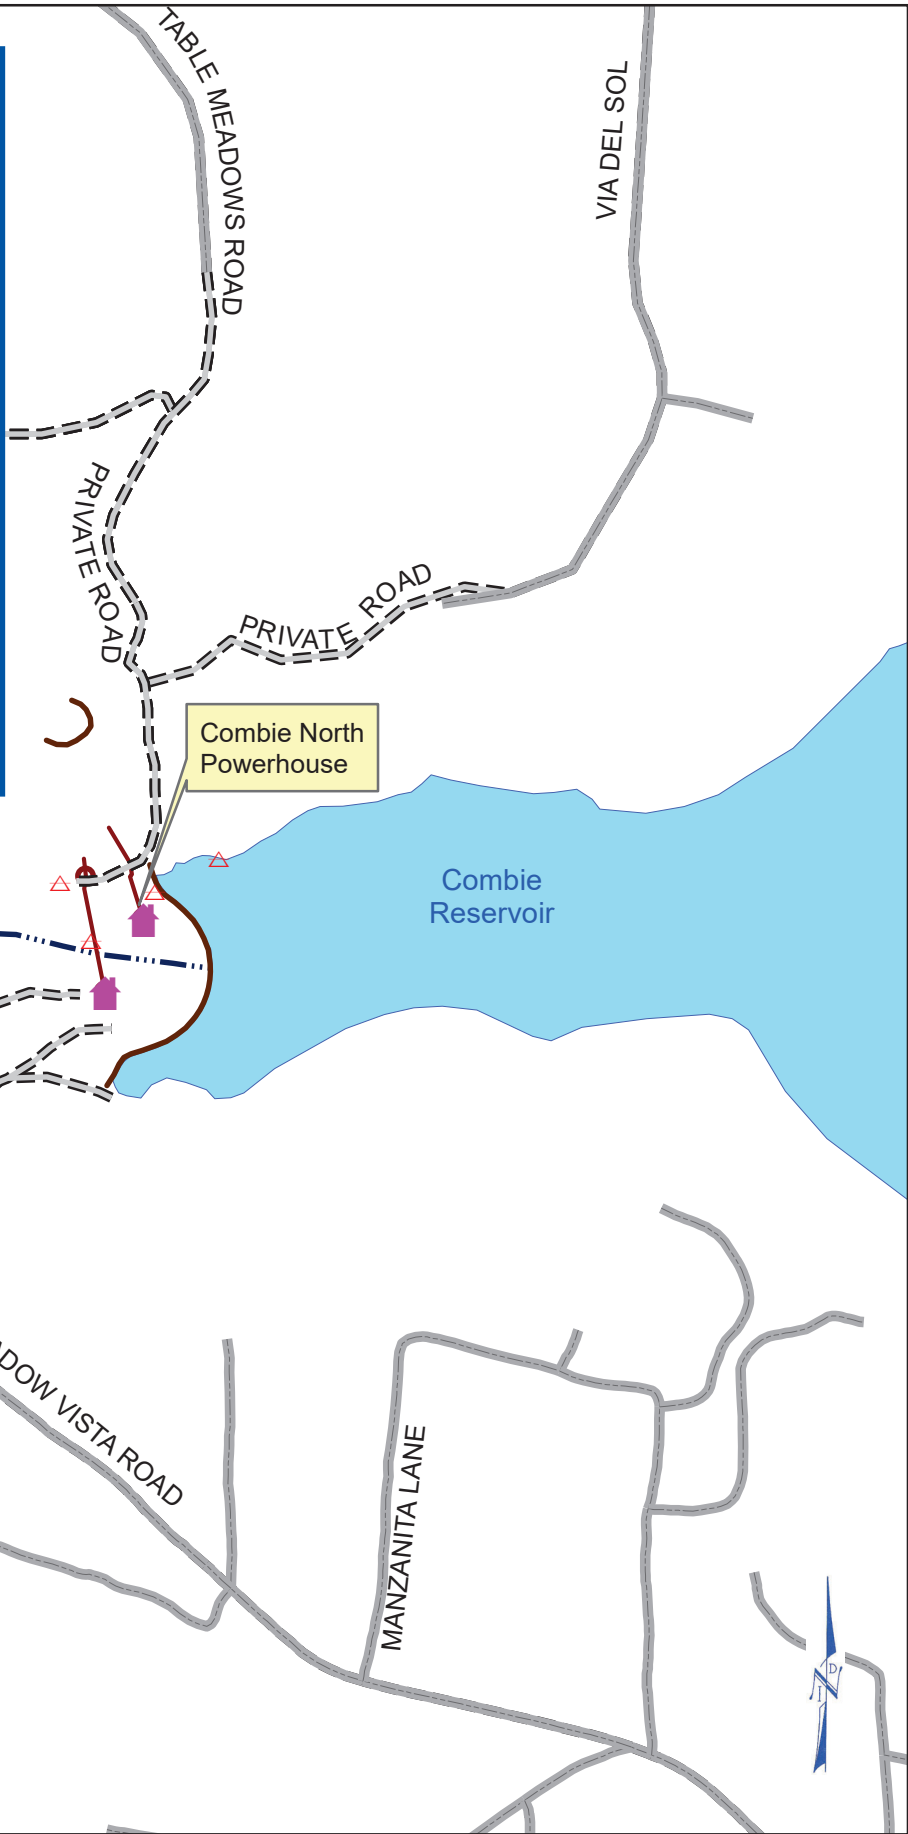 TABLE MEADOWS ROAD
VIA DEL SOL
PRIVATE ROAD
PRIVATE ROAD
Combie North
Powerhouse
Combie
Reservoir
ADOW VISTA ROAD
MANZANITA LANE
N
I
D